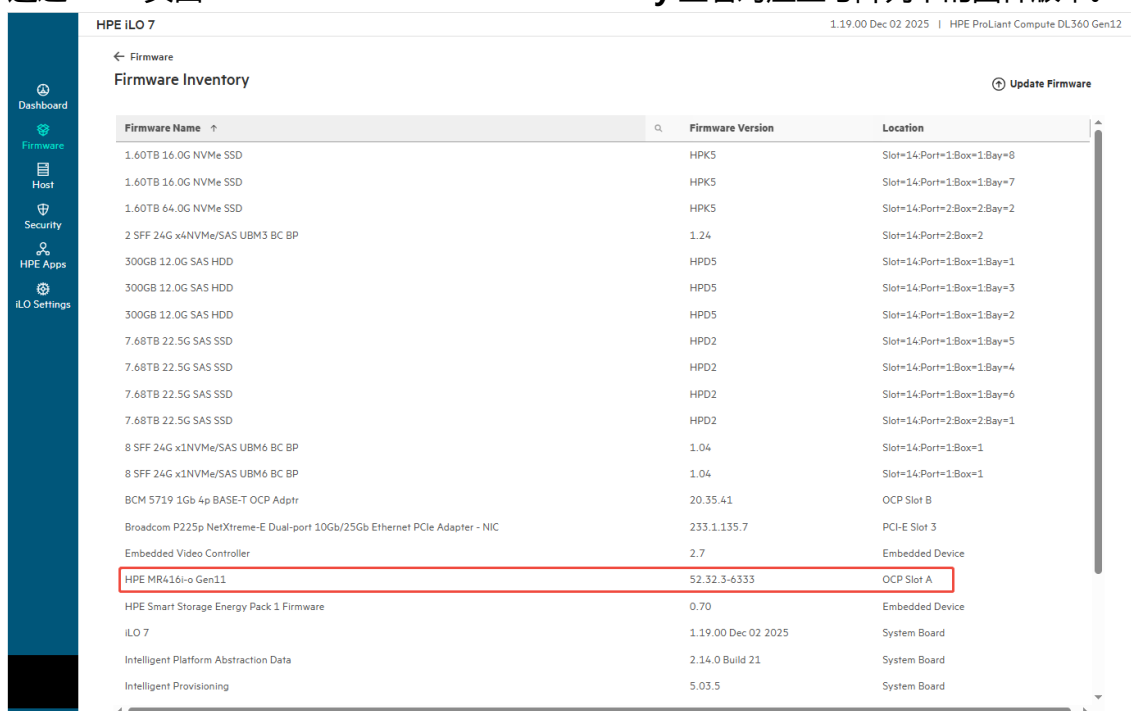 HPE iLO 7
1.19.00 Dec 02 2025 | HPE ProLiant Compute DL360 Gen12
← Firmware
Firmware Inventory
Update Firmware
Dashboard
Firmware
Host
Security
HPE Apps
iLO Settings
Firmware Name ↑ Firmware Version Location
1.60TB 16.0G NVMe SSD HPK5 Slot=14:Port=1:Box=1:Bay=8
1.60TB 16.0G NVMe SSD HPK5 Slot=14:Port=1:Box=1:Bay=7
1.60TB 64.0G NVMe SSD HPK5 Slot=14:Port=2:Box=2:Bay=2
2 SFF 24G x4NVMe/SAS UBM3 BC BP 1.24 Slot=14:Port=2:Box=2
300GB 12.0G SAS HDD HPD5 Slot=14:Port=1:Box=1:Bay=1
300GB 12.0G SAS HDD HPD5 Slot=14:Port=1:Box=1:Bay=3
300GB 12.0G SAS HDD HPD5 Slot=14:Port=1:Box=1:Bay=2
7.68TB 22.5G SAS SSD HPD2 Slot=14:Port=1:Box=1:Bay=5
7.68TB 22.5G SAS SSD HPD2 Slot=14:Port=1:Box=1:Bay=4
7.68TB 22.5G SAS SSD HPD2 Slot=14:Port=1:Box=1:Bay=6
7.68TB 22.5G SAS SSD HPD2 Slot=14:Port=2:Box=2:Bay=1
8 SFF 24G x1NVMe/SAS UBM6 BC BP 1.04 Slot=14:Port=1:Box=1
8 SFF 24G x1NVMe/SAS UBM6 BC BP 1.04 Slot=14:Port=1:Box=1
BCM 5719 1Gb 4p BASE-T OCP Adptr 20.35.41 OCP Slot B
Broadcom P225p NetXtreme-E Dual-port 10Gb/25Gb Ethernet PCIe Adapter - NIC 233.1.135.7 PCI-E Slot 3
Embedded Video Controller 2.7 Embedded Device
HPE MR416i-o Gen11 52.32.3-6333 OCP Slot A
HPE Smart Storage Energy Pack 1 Firmware 0.70 Embedded Device
iLO 7 1.19.00 Dec 02 2025 System Board
Intelligent Platform Abstraction Data 2.14.0 Build 21 System Board
Intelligent Provisioning 5.03.5 System Board